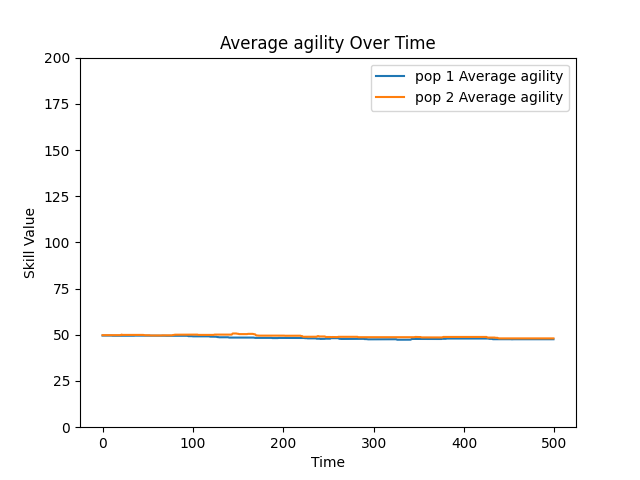 Average agility Over Time
200
175
150
125
100
75
50
25
0
Skill Value
pop 1 Average agility
pop 2 Average agility
0 100 200 300 400 500
Time